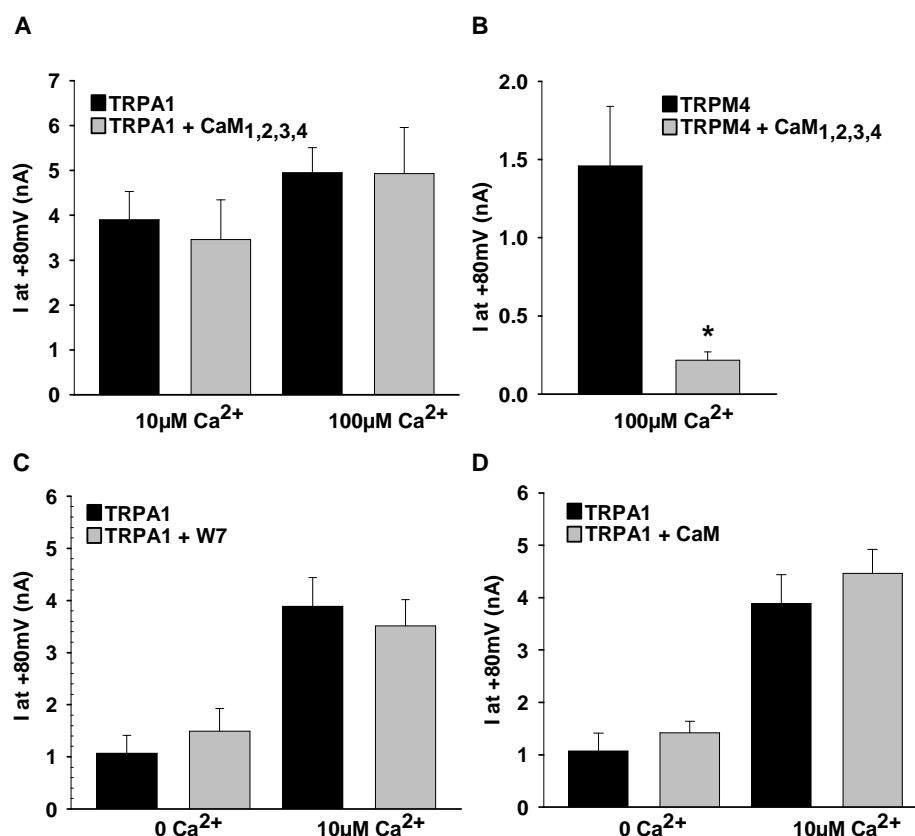 A
I at +80mV (nA)
7
6
5
4
3
2
1
0
TRPA1
TRPA1 + CaM1,2,3,4
10µM Ca2+
100µM Ca2+
B
I at +80mV (nA)
2.0
1.5
1.0
0.5
0.0
TRPM4
TRPM4 + CaM1,2,3,4
*
100µM Ca2+
C
I at +80mV (nA)
6
5
4
3
2
1
0
TRPA1
TRPA1 + W7
0 Ca2+
10µM Ca2+
D
I at +80mV (nA)
6
5
4
3
2
1
0
TRPA1
TRPA1 + CaM
0 Ca2+
10µM Ca2+